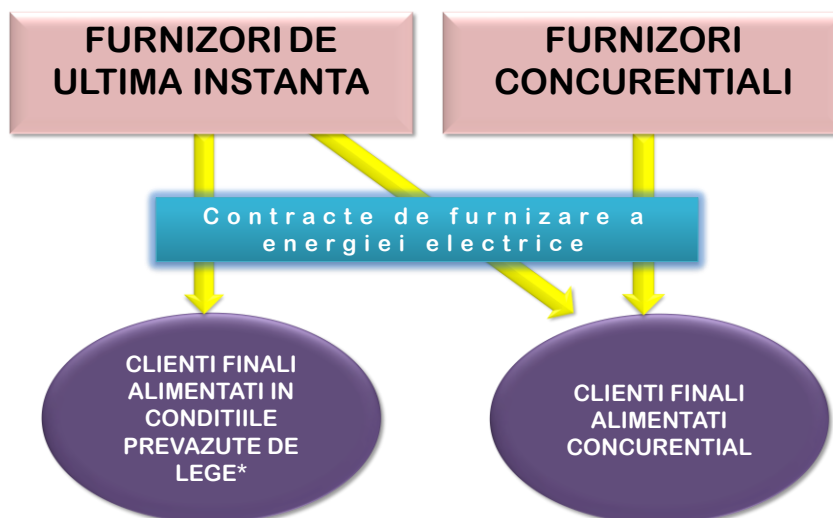 FURNIZORI DE
ULTIMA INSTANTA
FURNIZORI
CONCURENTIALI
Contracte de furnizare a
energiei electrice
CLIENTI FINALI
ALIMENTATI IN
CONDITIILE
PREVAZUTE DE
LEGE*
CLIENTI FINALI
ALIMENTATI
CONCURENTIAL